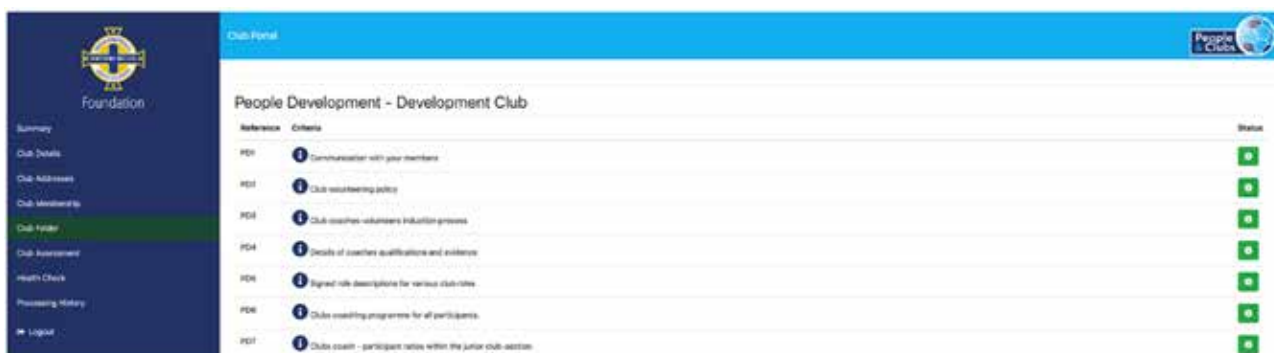 Club Portal
People & Clubs
Foundation
People Development - Development Club
Summary
Club Details
Club Addresses
Club Membership
Club Folder
Club Assessment
Health Check
Processing History
Logout
Reference Criteria Status
PD1 Communication with your members
PD2 Club volunteering policy
PD3 Club coaches volunteers induction process
PD4 Details of coaches qualifications and evidence
PD5 Signed role descriptions for various club roles
PD6 Clubs coaching programme for all participants.
PD7 Clubs coach - participant ratios within the junior club section